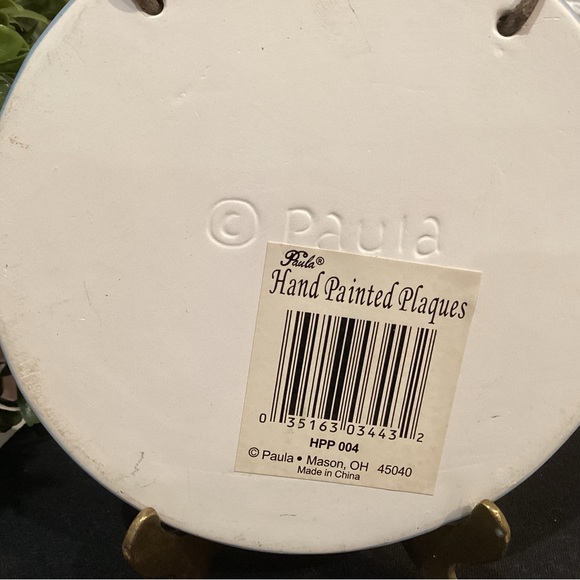 © Paula
Paula®
Hand Painted Plaques
0 35163 03443 2
HPP 004
© Paula • Mason, OH 45040
Made in China